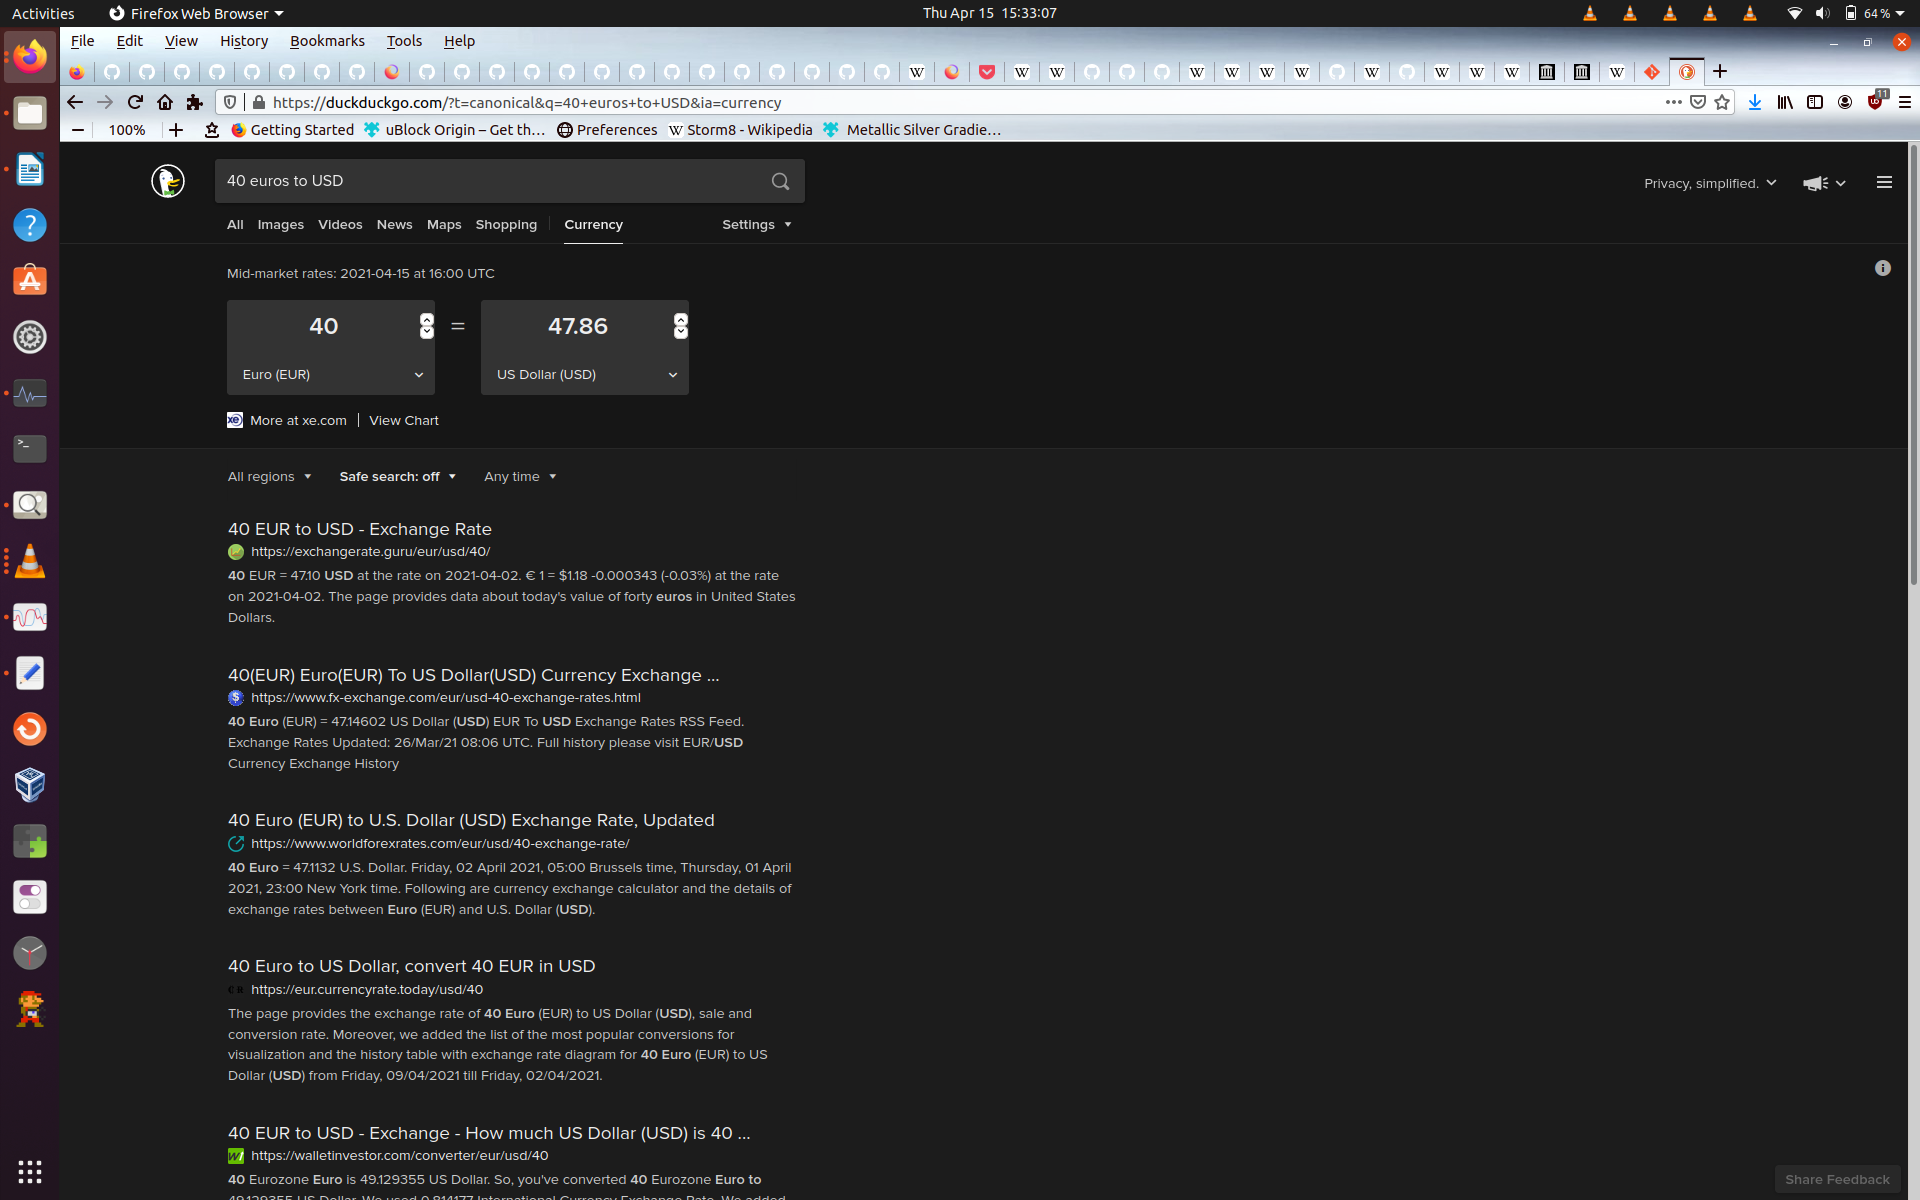 Activities
Firefox Web Browser
Thu Apr 15 15:33:07
64 %
File Edit View History Bookmarks Tools Help
https://duckduckgo.com/?t=canonical&q=40+euros+to+USD&ia=currency
11
100%
Getting Started
uBlock Origin – Get th…
Preferences
Storm8 - Wikipedia
Metallic Silver Gradie…
40 euros to USD
Privacy, simplified.
All Images Videos News Maps Shopping Currency Settings
Mid-market rates: 2021-04-15 at 16:00 UTC
40 = 47.86
Euro (EUR) US Dollar (USD)
xe More at xe.com | View Chart
All regions Safe search: off Any time
40 EUR to USD - Exchange Rate
https://exchangerate.guru/eur/usd/40/
40 EUR = 47.10 USD at the rate on 2021-04-02. € 1 = $1.18 -0.000343 (-0.03%) at the rate
on 2021-04-02. The page provides data about today's value of forty euros in United States
Dollars.
40(EUR) Euro(EUR) To US Dollar(USD) Currency Exchange ...
https://www.fx-exchange.com/eur/usd-40-exchange-rates.html
40 Euro (EUR) = 47.14602 US Dollar (USD) EUR To USD Exchange Rates RSS Feed.
Exchange Rates Updated: 26/Mar/21 08:06 UTC. Full history please visit EUR/USD
Currency Exchange History
40 Euro (EUR) to U.S. Dollar (USD) Exchange Rate, Updated
https://www.worldforexrates.com/eur/usd/40-exchange-rate/
40 Euro = 47.1132 U.S. Dollar. Friday, 02 April 2021, 05:00 Brussels time, Thursday, 01 April
2021, 23:00 New York time. Following are currency exchange calculator and the details of
exchange rates between Euro (EUR) and U.S. Dollar (USD).
40 Euro to US Dollar, convert 40 EUR in USD
https://eur.currencyrate.today/usd/40
The page provides the exchange rate of 40 Euro (EUR) to US Dollar (USD), sale and
conversion rate. Moreover, we added the list of the most popular conversions for
visualization and the history table with exchange rate diagram for 40 Euro (EUR) to US
Dollar (USD) from Friday, 09/04/2021 till Friday, 02/04/2021.
40 EUR to USD - Exchange - How much US Dollar (USD) is 40 ...
https://walletinvestor.com/converter/eur/usd/40
40 Eurozone Euro is 49.129355 US Dollar. So, you've converted 40 Eurozone Euro to
49.129355 US Dollar. We used 0.814177 International Currency Exchange Rate. We added
Share Feedback